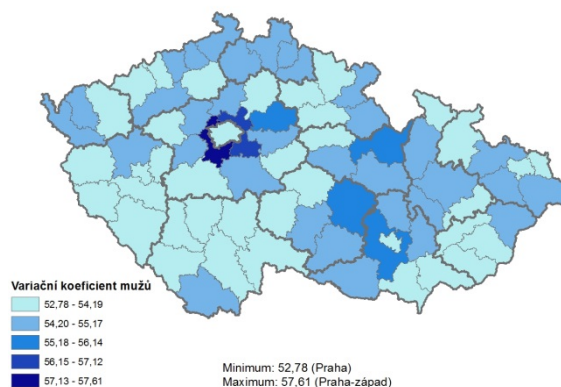 Variační koeficient mužů
52,78 - 54,19
54,20 - 55,17
55,18 - 56,14
56,15 - 57,12
57,13 - 57,61
Minimum: 52,78 (Praha)
Maximum: 57,61 (Praha-západ)